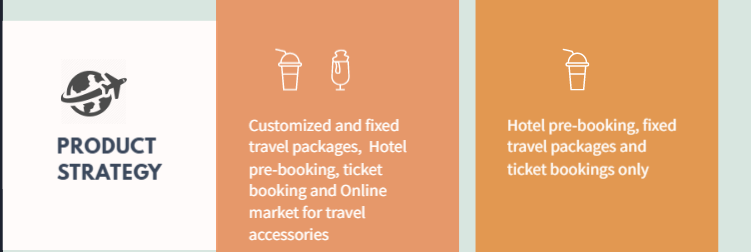 PRODUCT
STRATEGY
Customized and fixed
travel packages, Hotel
pre-booking, ticket
booking and Online
market for travel
accessories
Hotel pre-booking, fixed
travel packages and
ticket bookings only